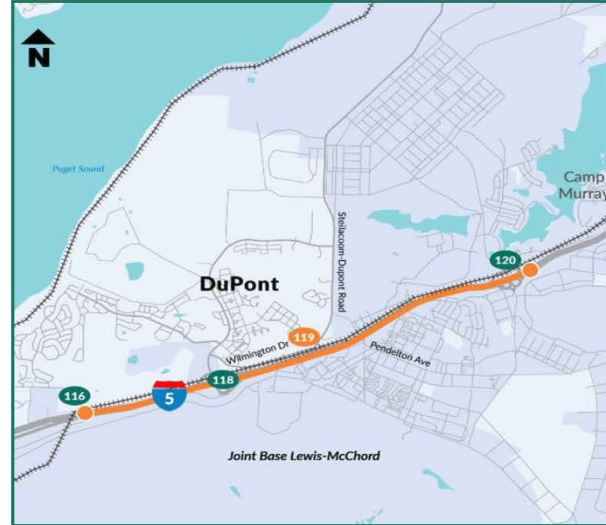 N
Puget Sound
Camp
Murray
Steilacoom-Dupont Road
120
DuPont
119
Wilmington Dr
Pendelton Ave
118
116
5
Joint Base Lewis-McChord